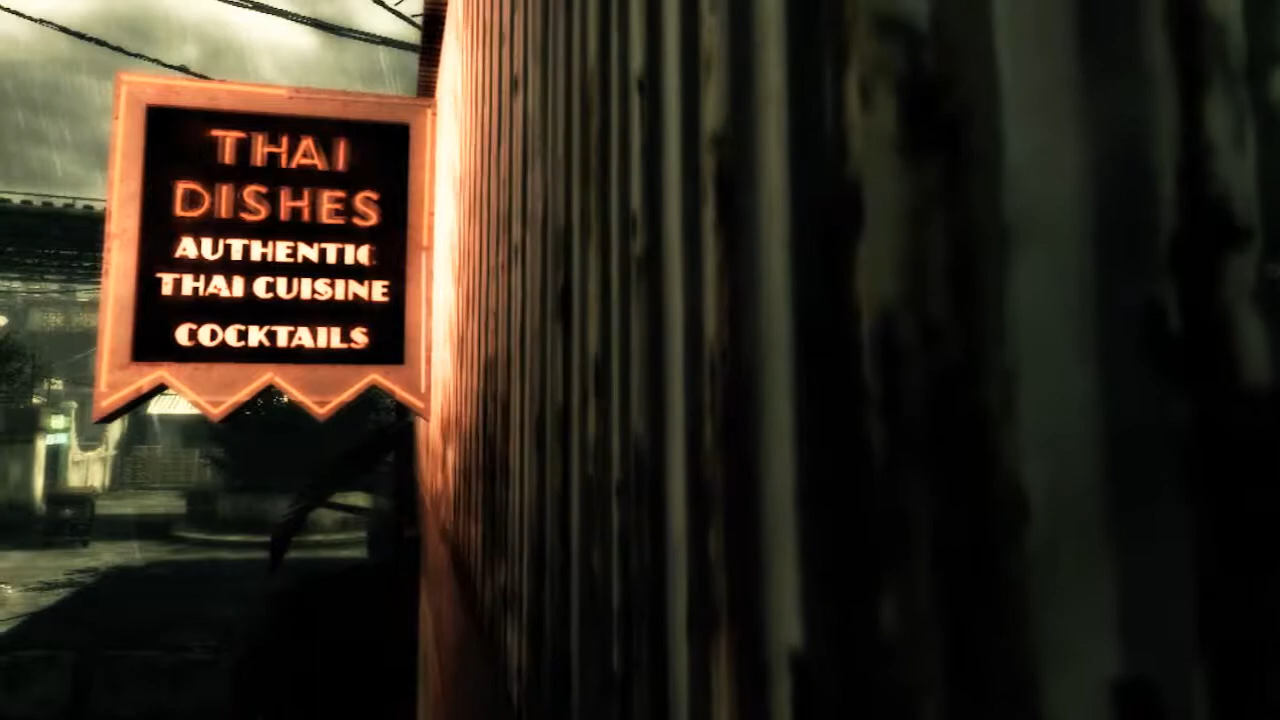 THAI
DISHES
AUTHENTIC
THAI CUISINE
COCKTAILS